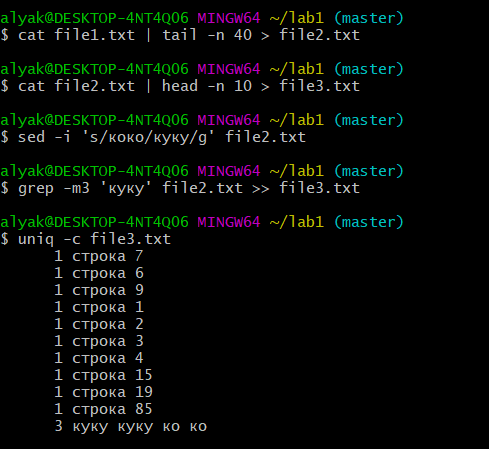 alyak@DESKTOP-4NT4Q06 MINGW64 ~/lab1 (master)
$ cat file1.txt | tail -n 40 > file2.txt
alyak@DESKTOP-4NT4Q06 MINGW64 ~/lab1 (master)
$ cat file2.txt | head -n 10 > file3.txt
alyak@DESKTOP-4NT4Q06 MINGW64 ~/lab1 (master)
$ sed -i 's/коко/куку/g' file2.txt
alyak@DESKTOP-4NT4Q06 MINGW64 ~/lab1 (master)
$ grep -m3 'куку' file2.txt >> file3.txt
alyak@DESKTOP-4NT4Q06 MINGW64 ~/lab1 (master)
$ uniq -c file3.txt
1 строка 7
1 строка 6
1 строка 9
1 строка 1
1 строка 2
1 строка 3
1 строка 4
1 строка 15
1 строка 19
1 строка 85
3 куку куку ко ко